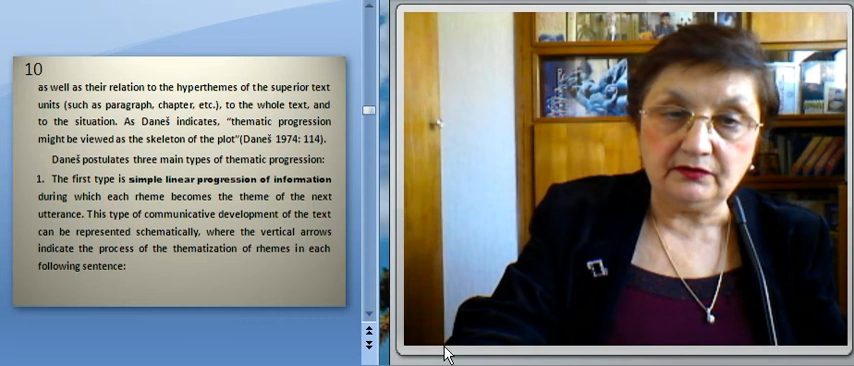 10
as well as their relation to the hyperthemes of the superior text
units (such as paragraph, chapter, etc.), to the whole text, and
to the situation. As Daneš indicates, “thematic progression
might be viewed as the skeleton of the plot”(Daneš 1974: 114).
Daneš postulates three main types of thematic progression:
1. The first type is simple linear progression of information
during which each rheme becomes the theme of the next
utterance. This type of communicative development of the text
can be represented schematically, where the vertical arrows
indicate the process of the thematization of rhemes in each
following sentence: